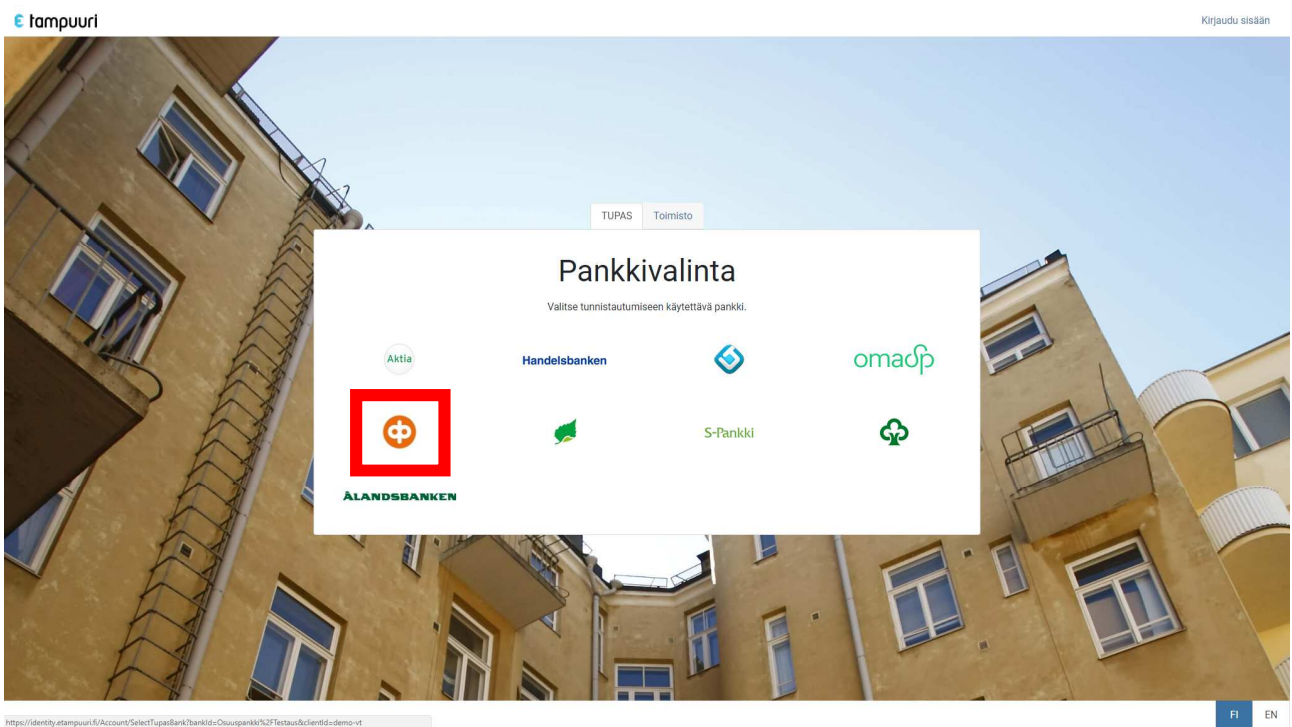 tampuuri
Kirjaudu sisään
TUPAS
Toimisto
Pankkivalinta
Valitse tunnistautumiseen käytettävä pankki.
Aktia
Handelsbanken
omasp
S-Pankki
ÅLANDSBANKEN
FI
EN
https://identity.etampuuri.fi/Account/SelectTupasBank?bankId=Osuuspankki%2FTestaus&clientId=demo-vt